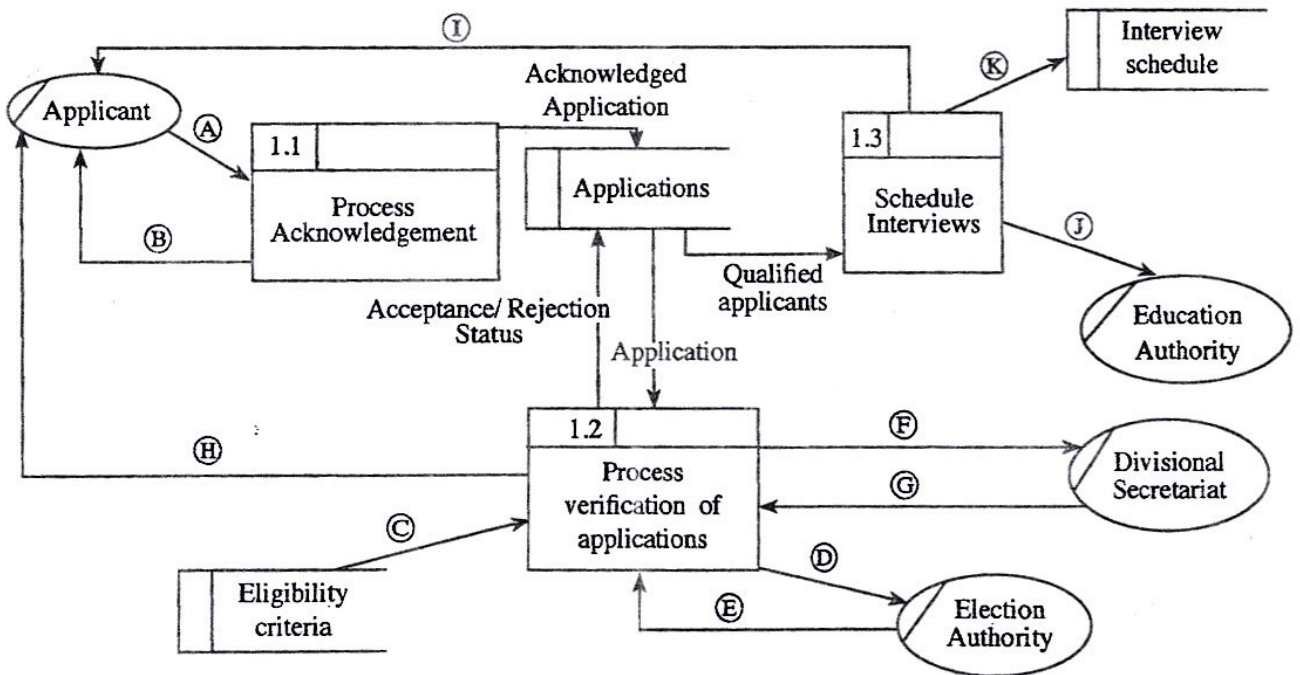 Ⓘ
Applicant
Ⓐ
1.1
Process
Acknowledgement
Ⓑ
Acknowledged
Application
Applications
Ⓚ
Interview
schedule
1.3
Schedule
Interviews
Ⓙ
Qualified
applicants
Education
Authority
Acceptance/ Rejection
Status
Application
1.2
Process
verification of
applications
Ⓕ
Divisional
Secretariat
Ⓖ
Ⓗ
Ⓒ
Eligibility
criteria
Ⓓ
Ⓔ
Election
Authority